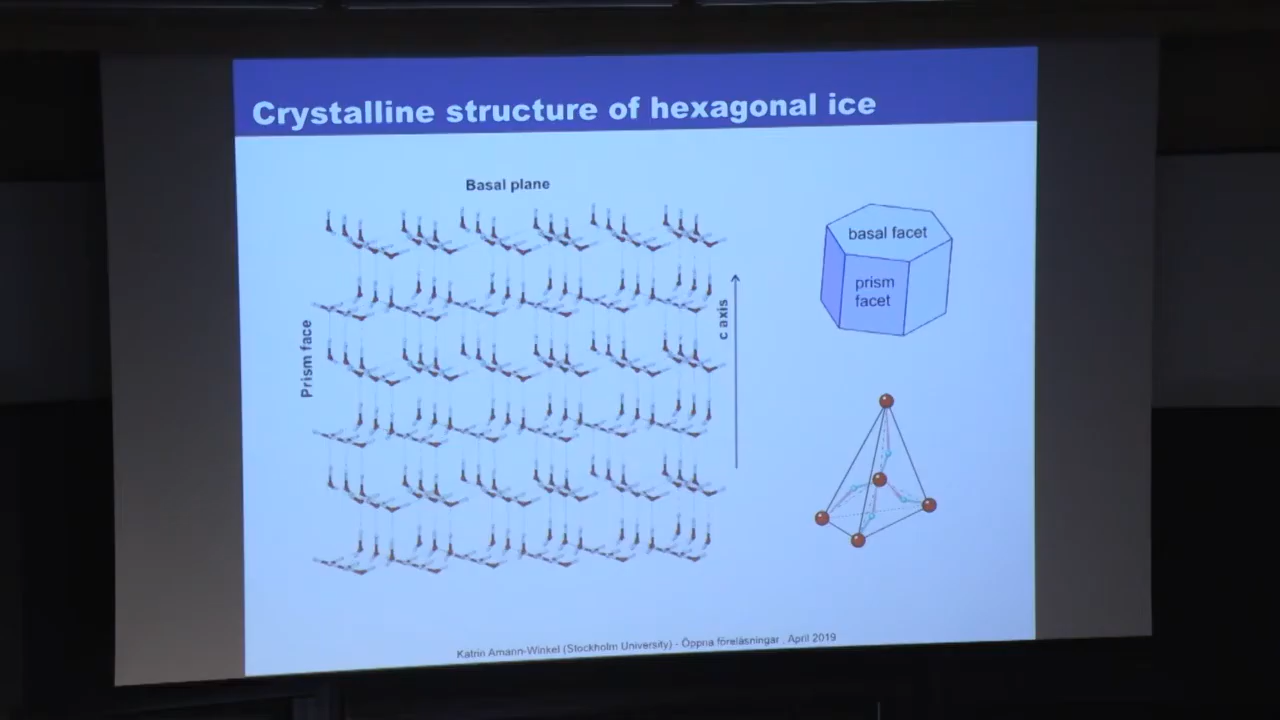 Crystalline structure of hexagonal ice
Basal plane
Prism face
c axis
basal facet
prism
facet
Katrin Amann-Winkel (Stockholm University) - Öppna föreläsningar , April 2019